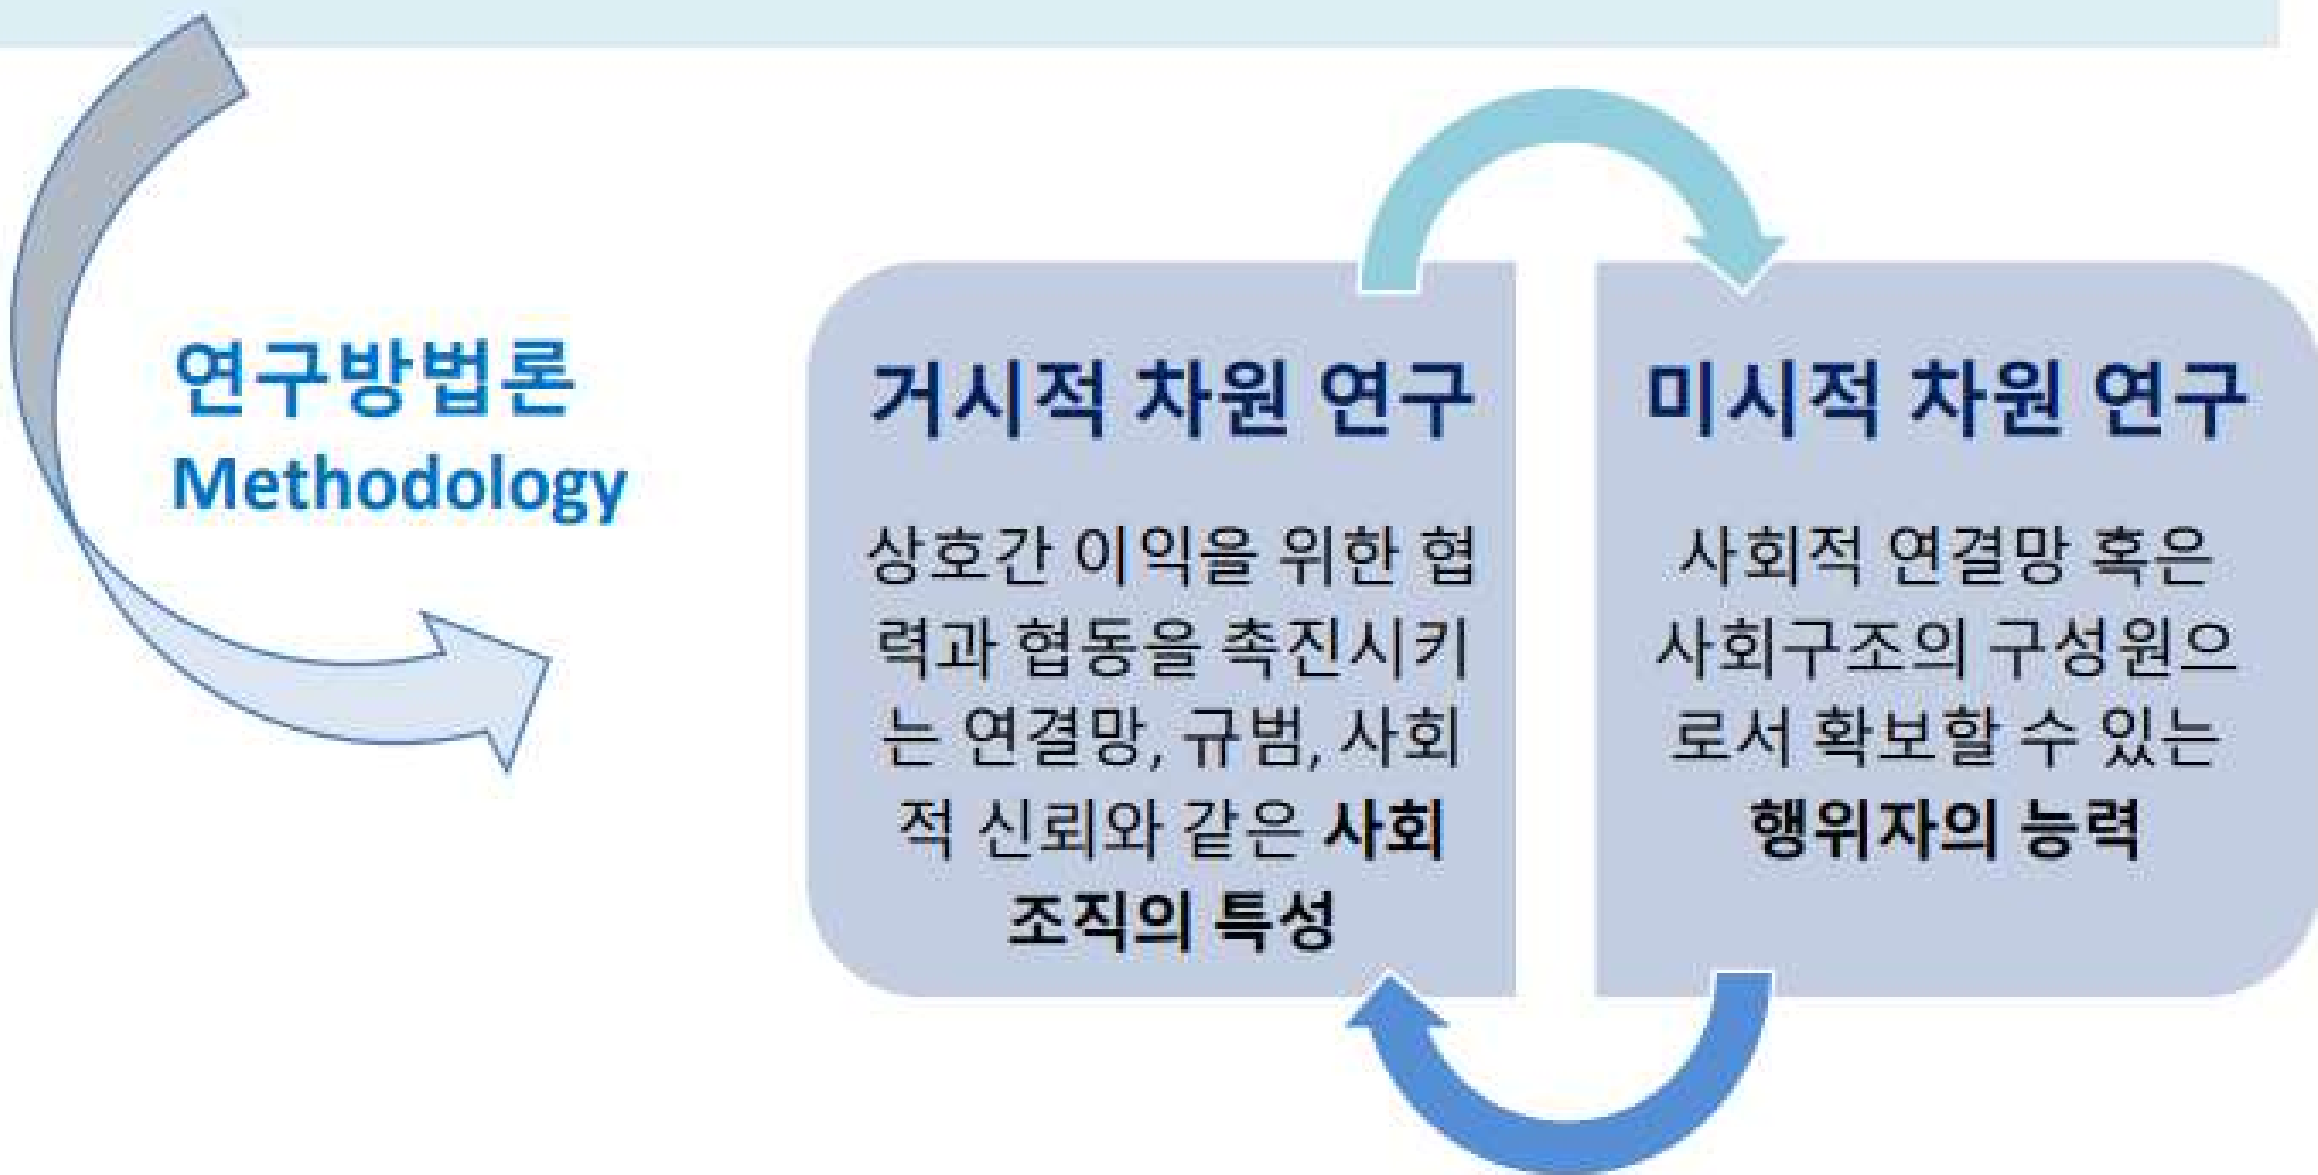 연구방법론
Methodology
거시적 차원 연구
상호간 이익을 위한 협
력과 협동을 촉진시키
는 연결망, 규범, 사회
적 신뢰와 같은 사회
조직의 특성
미시적 차원 연구
사회적 연결망 혹은
사회구조의 구성원으
로서 확보할 수 있는
행위자의 능력